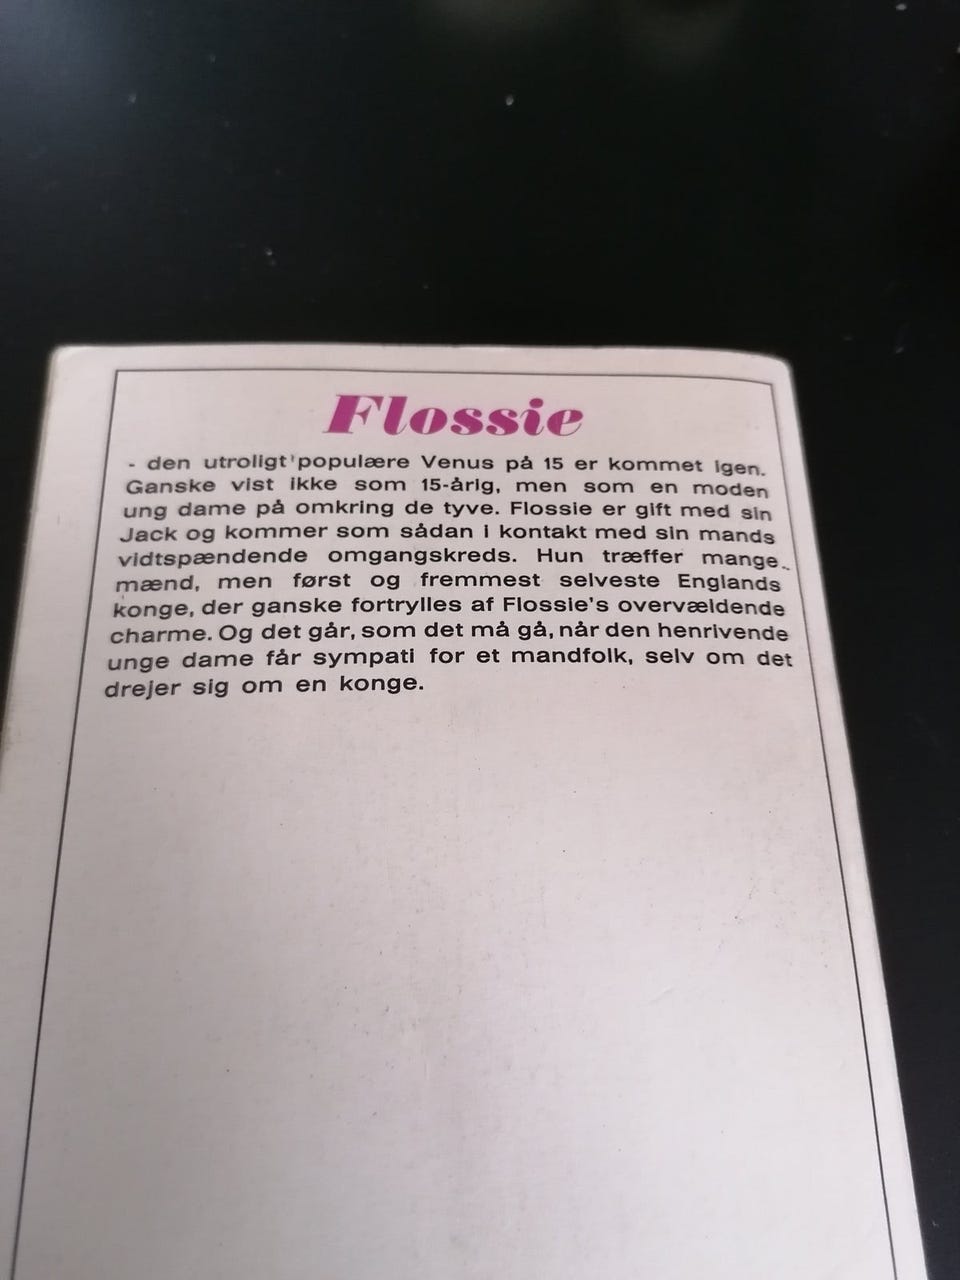 Flossie
- den utroligt populære Venus på 15 er kommet igen.
Ganske vist ikke som 15-årig, men som en moden
ung dame på omkring de tyve. Flossie er gift med sin
Jack og kommer som sådan i kontakt med sin mands
vidtspændende omgangskreds. Hun træffer mange
mænd, men først og fremmest selveste Englands
konge, der ganske fortrylles af Flossie's overvældende
charme. Og det går, som det må gå, når den henrivende
unge dame får sympati for et mandfolk, selv om det
drejer sig om en konge.